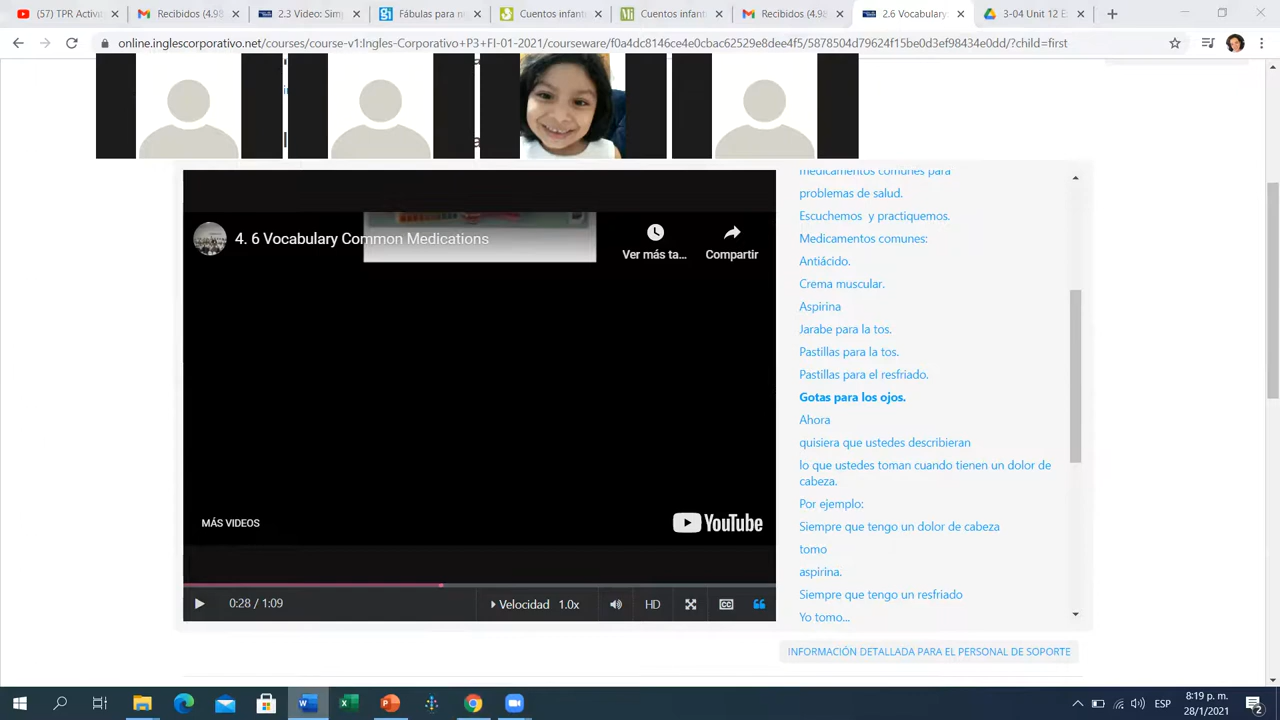 (57) TPR: Sim
Recibidos (4.98
2.3 Video: Sim
Fábulas para n
Cuentos infant
Cuentos infant
Recibidos (4.98
2.6 Vocabulary
3-04 Unit 12 E
online.inglescorporativo.net/courses/course-v1:Ingles-Corporativo+P3+FI-01-2021/courseware/f0a4dc8146ce4e0cbac62529e8dee4f5/5878504d79624f15be0d3ef98434e0dd/?child=first
4. 6 Vocabulary Common Medications
Ver más ta...
Compartir
MÁS VIDEOS
YouTube
0:28 / 1:09
Velocidad 1.0x
HD
medicamentos comunes para
problemas de salud.
Escuchemos y practiquemos.
Medicamentos comunes:
Antiácido.
Crema muscular.
Aspirina
Jarabe para la tos.
Pastillas para la tos.
Pastillas para el resfriado.
Gotas para los ojos.
Ahora
quisiera que ustedes describieran
lo que ustedes toman cuando tienen un dolor de
cabeza.
Por ejemplo:
Siempre que tengo un dolor de cabeza
tomo
aspirina.
Siempre que tengo un resfriado
Yo tomo...
INFORMACIÓN DETALLADA PARA EL PERSONAL DE SOPORTE
ESP
8:19 p. m.
28/1/2021
2